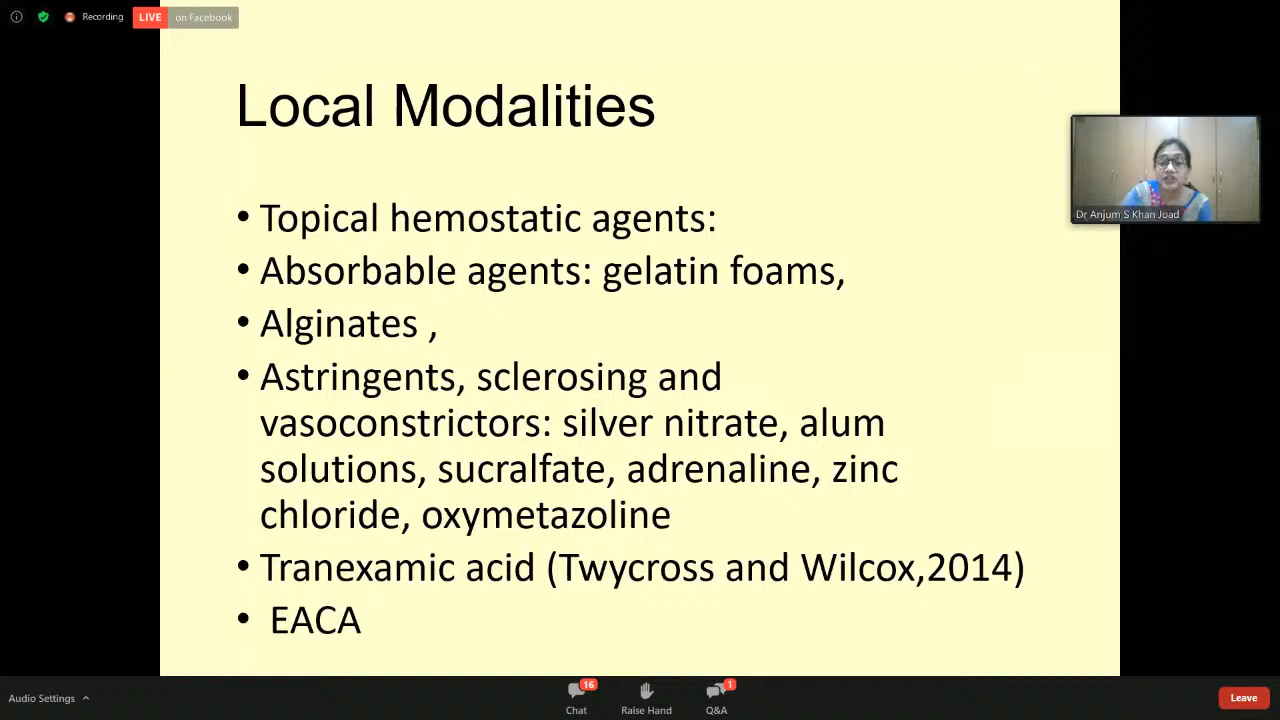 Recording
LIVE on Facebook
Local Modalities
• Topical hemostatic agents:
• Absorbable agents: gelatin foams,
• Alginates ,
• Astringents, sclerosing and
vasoconstrictors: silver nitrate, alum
solutions, sucralfate, adrenaline, zinc
chloride, oxymetazoline
• Tranexamic acid (Twycross and Wilcox,2014)
• EACA
Dr Anjum S Khan Joad
Audio Settings
16
Chat
Raise Hand
1
Q&A
Leave